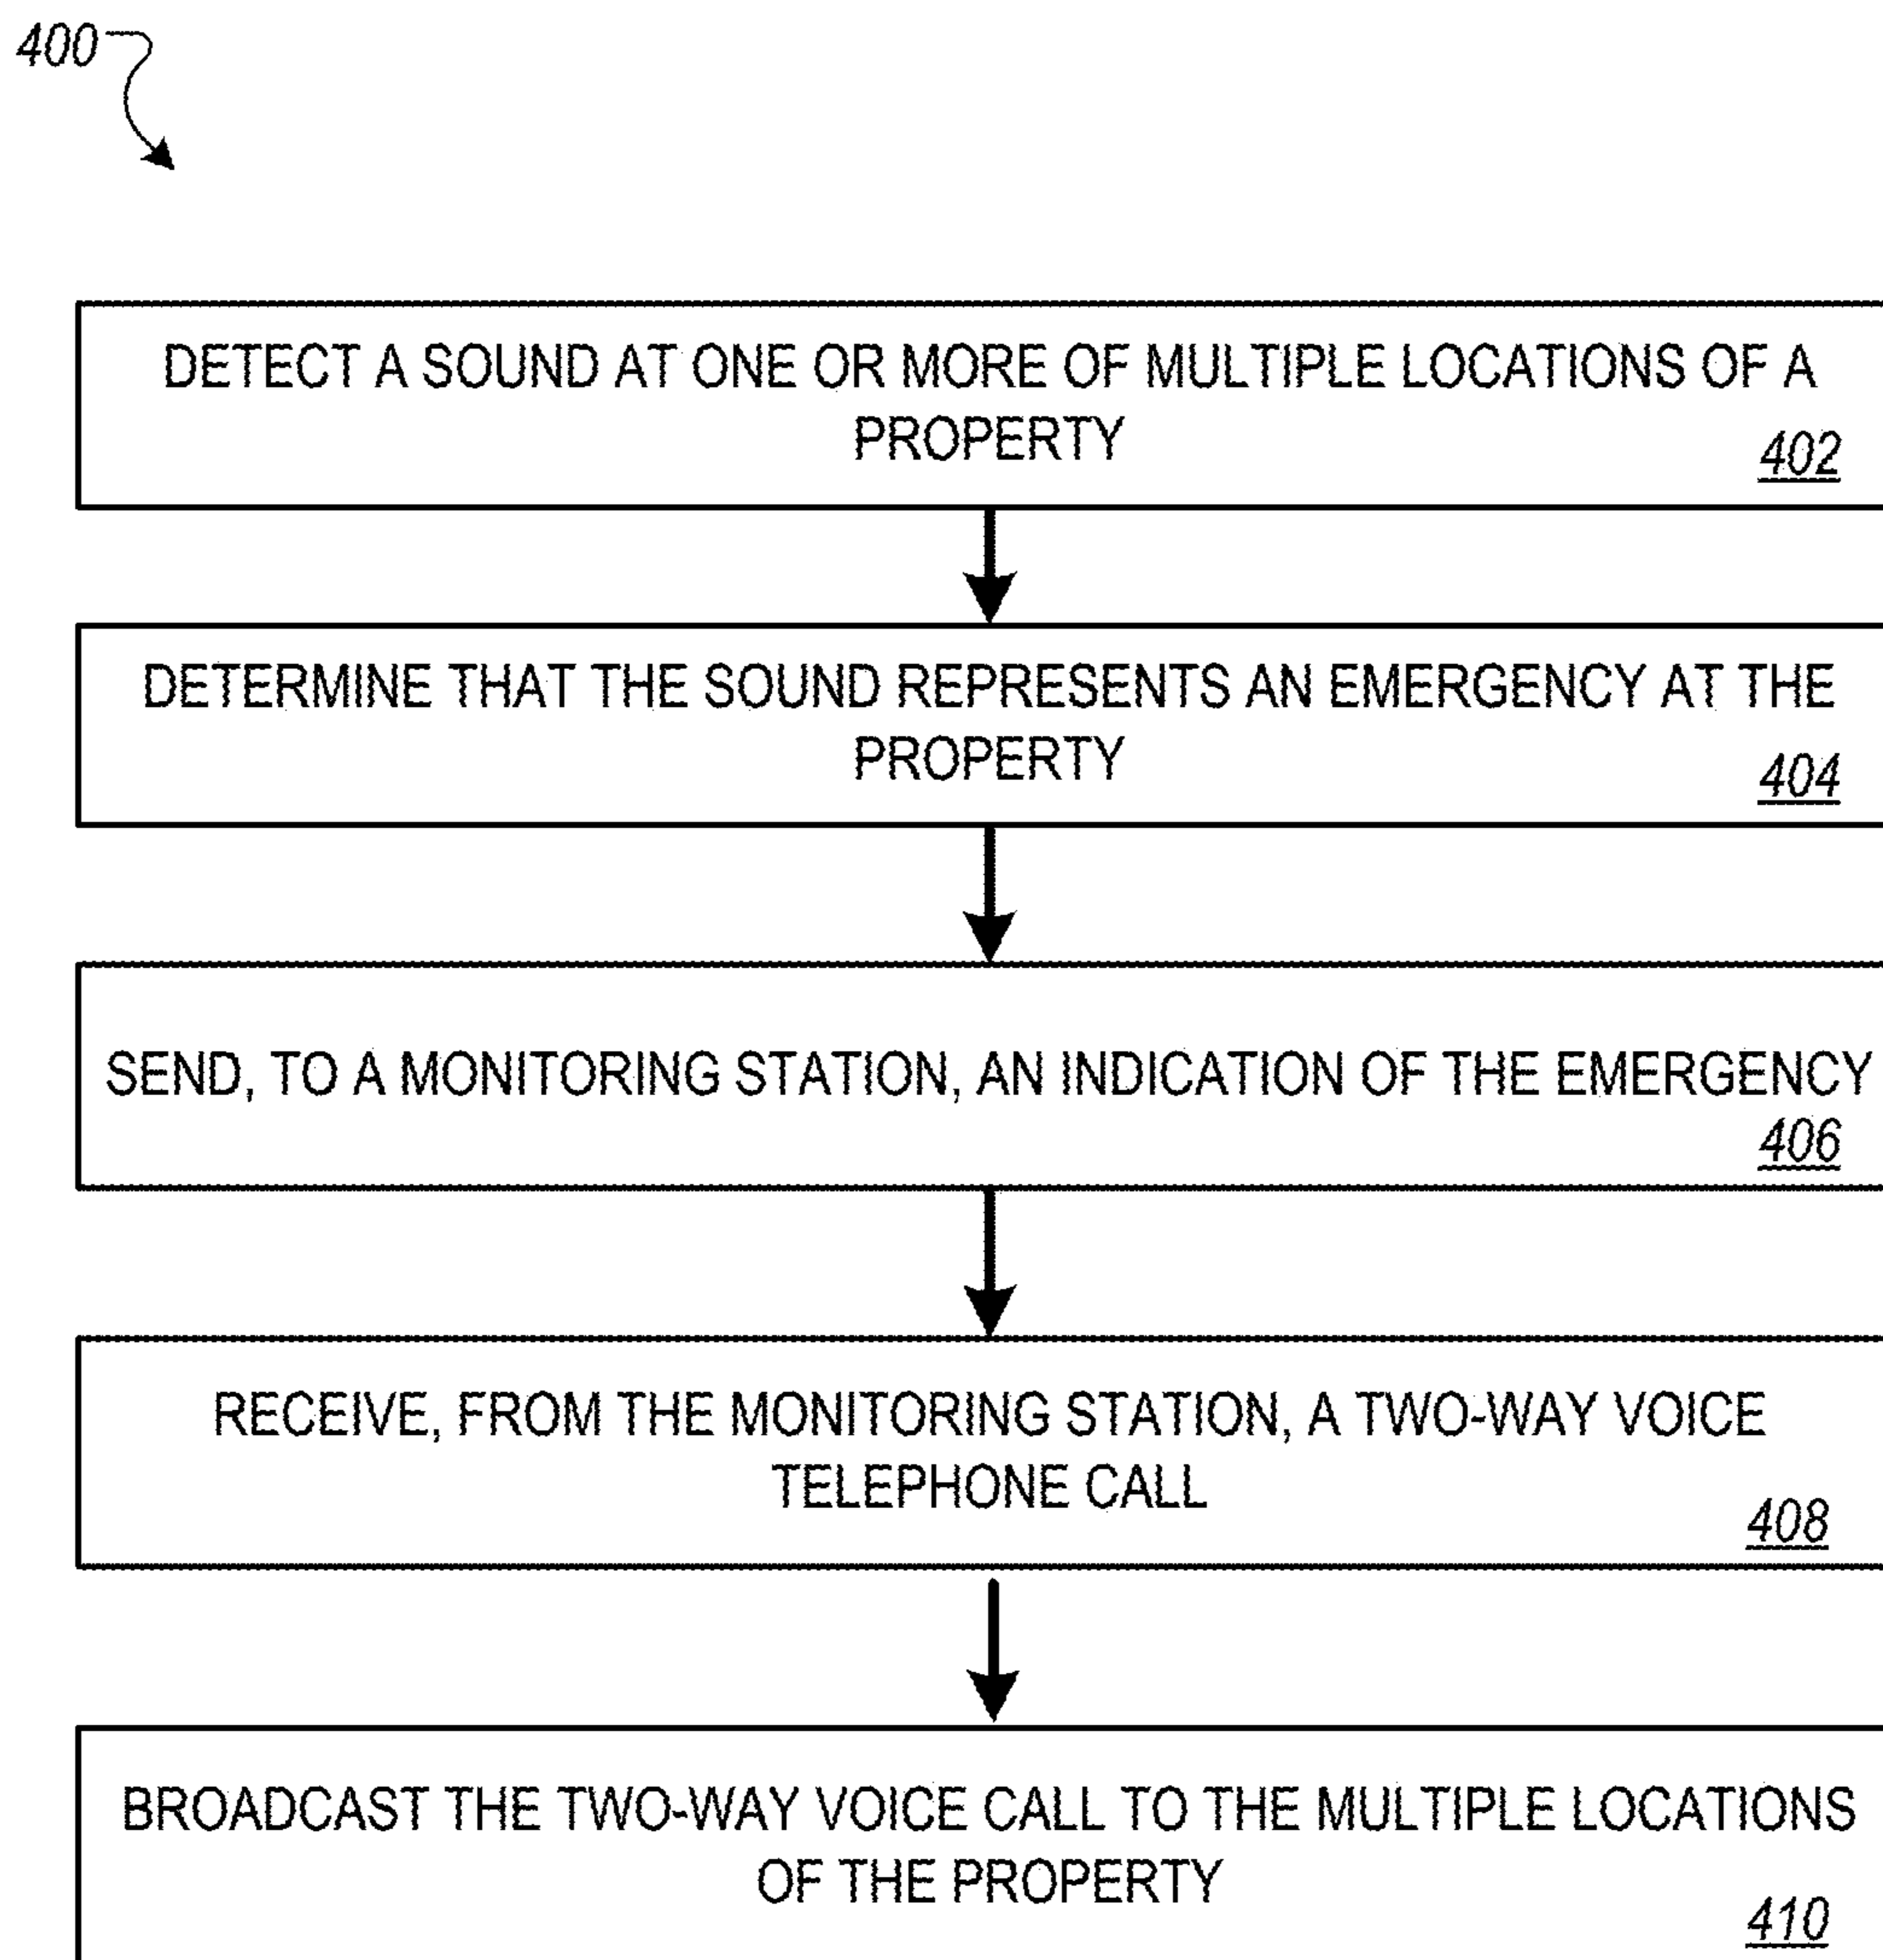 400
DETECT A SOUND AT ONE OR MORE OF MULTIPLE LOCATIONS OF A
PROPERTY
402
DETERMINE THAT THE SOUND REPRESENTS AN EMERGENCY AT THE
PROPERTY
404
SEND, TO A MONITORING STATION, AN INDICATION OF THE EMERGENCY
406
RECEIVE, FROM THE MONITORING STATION, A TWO-WAY VOICE
TELEPHONE CALL
408
BROADCAST THE TWO-WAY VOICE CALL TO THE MULTIPLE LOCATIONS
OF THE PROPERTY
410